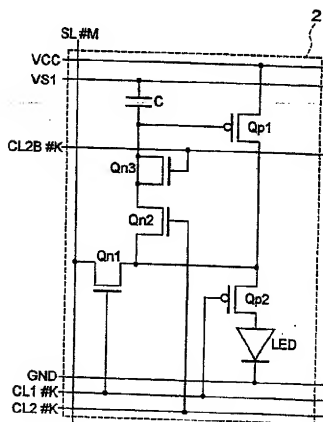 2
SL #M
VCC
VS1
C
Qp1
CL2B #K
Qn3
Qn2
Qn1
Qp2
LED
GND
CL1 #K
CL2 #K